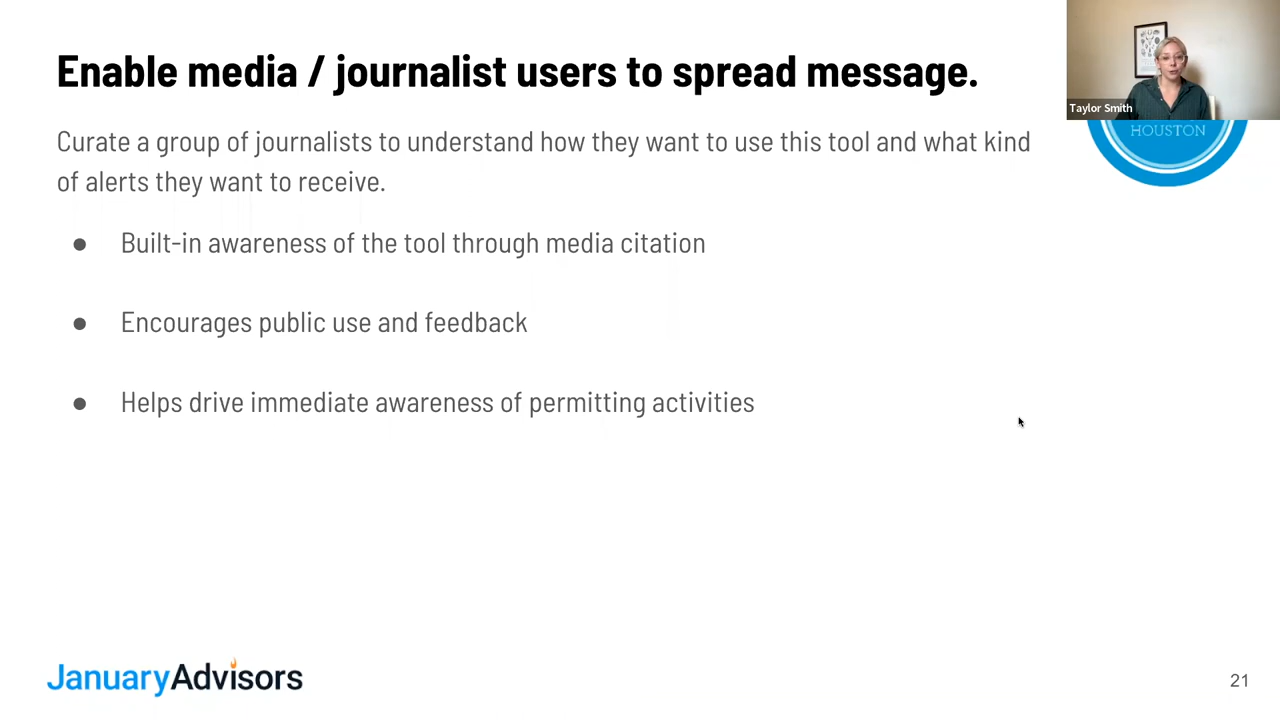 Enable media / journalist users to spread message.
Taylor Smith
HOUSTON
Curate a group of journalists to understand how they want to use this tool and what kind
of alerts they want to receive.
● Built-in awareness of the tool through media citation
● Encourages public use and feedback
● Helps drive immediate awareness of permitting activities
JanuaryAdvisors
21